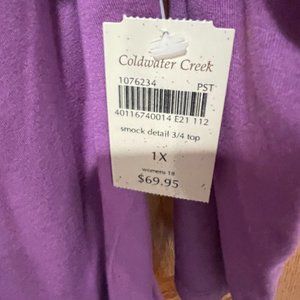 Coldwater Creek
1076234 PST
40116740014 E21 112
smock detail 3/4 top
1X
womens 18
$69.95